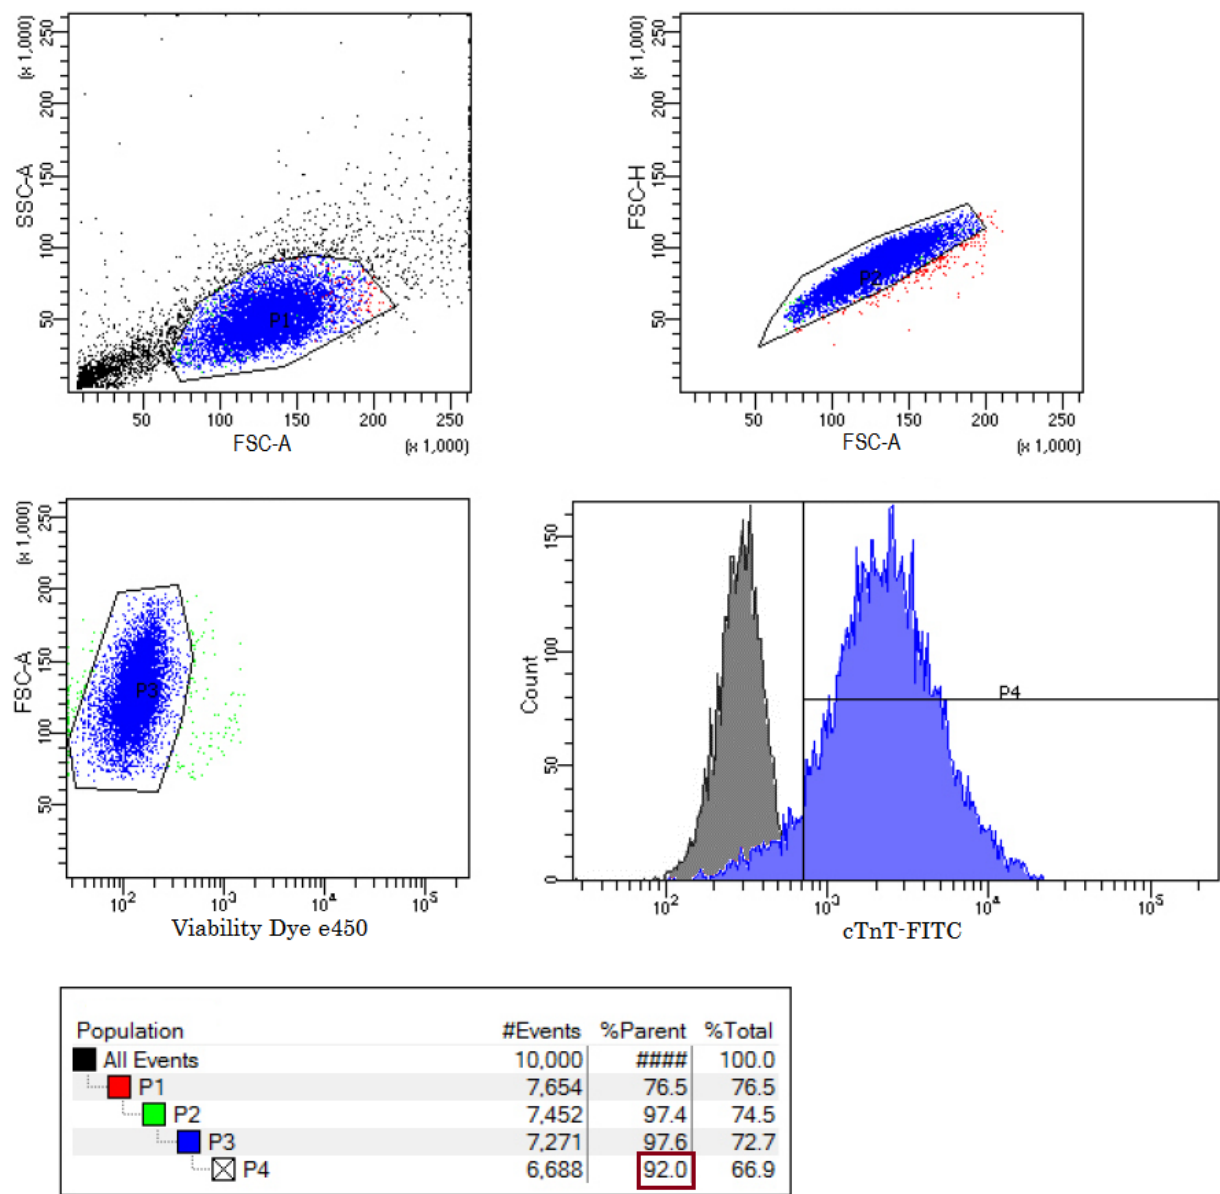 (x 1,000)
250
200
150
100
50
SSC-A
P1
50 100 150 200 250
FSC-A
(x 1,000)
(x 1,000)
250
200
150
100
50
FSC-H
P2
50 100 150 200 250
FSC-A
(x 1,000)
(x 1,000)
250
200
150
100
50
FSC-A
P3
10² 10³ 10⁴ 10⁵
Viability Dye e450
150
100
50
0
Count
P4
10² 10³ 10⁴ 10⁵
cTnT-FITC
Population #Events %Parent %Total
All Events 10,000 #### 100.0
P1 7,654 76.5 76.5
P2 7,452 97.4 74.5
P3 7,271 97.6 72.7
P4 6,688 92.0 66.9